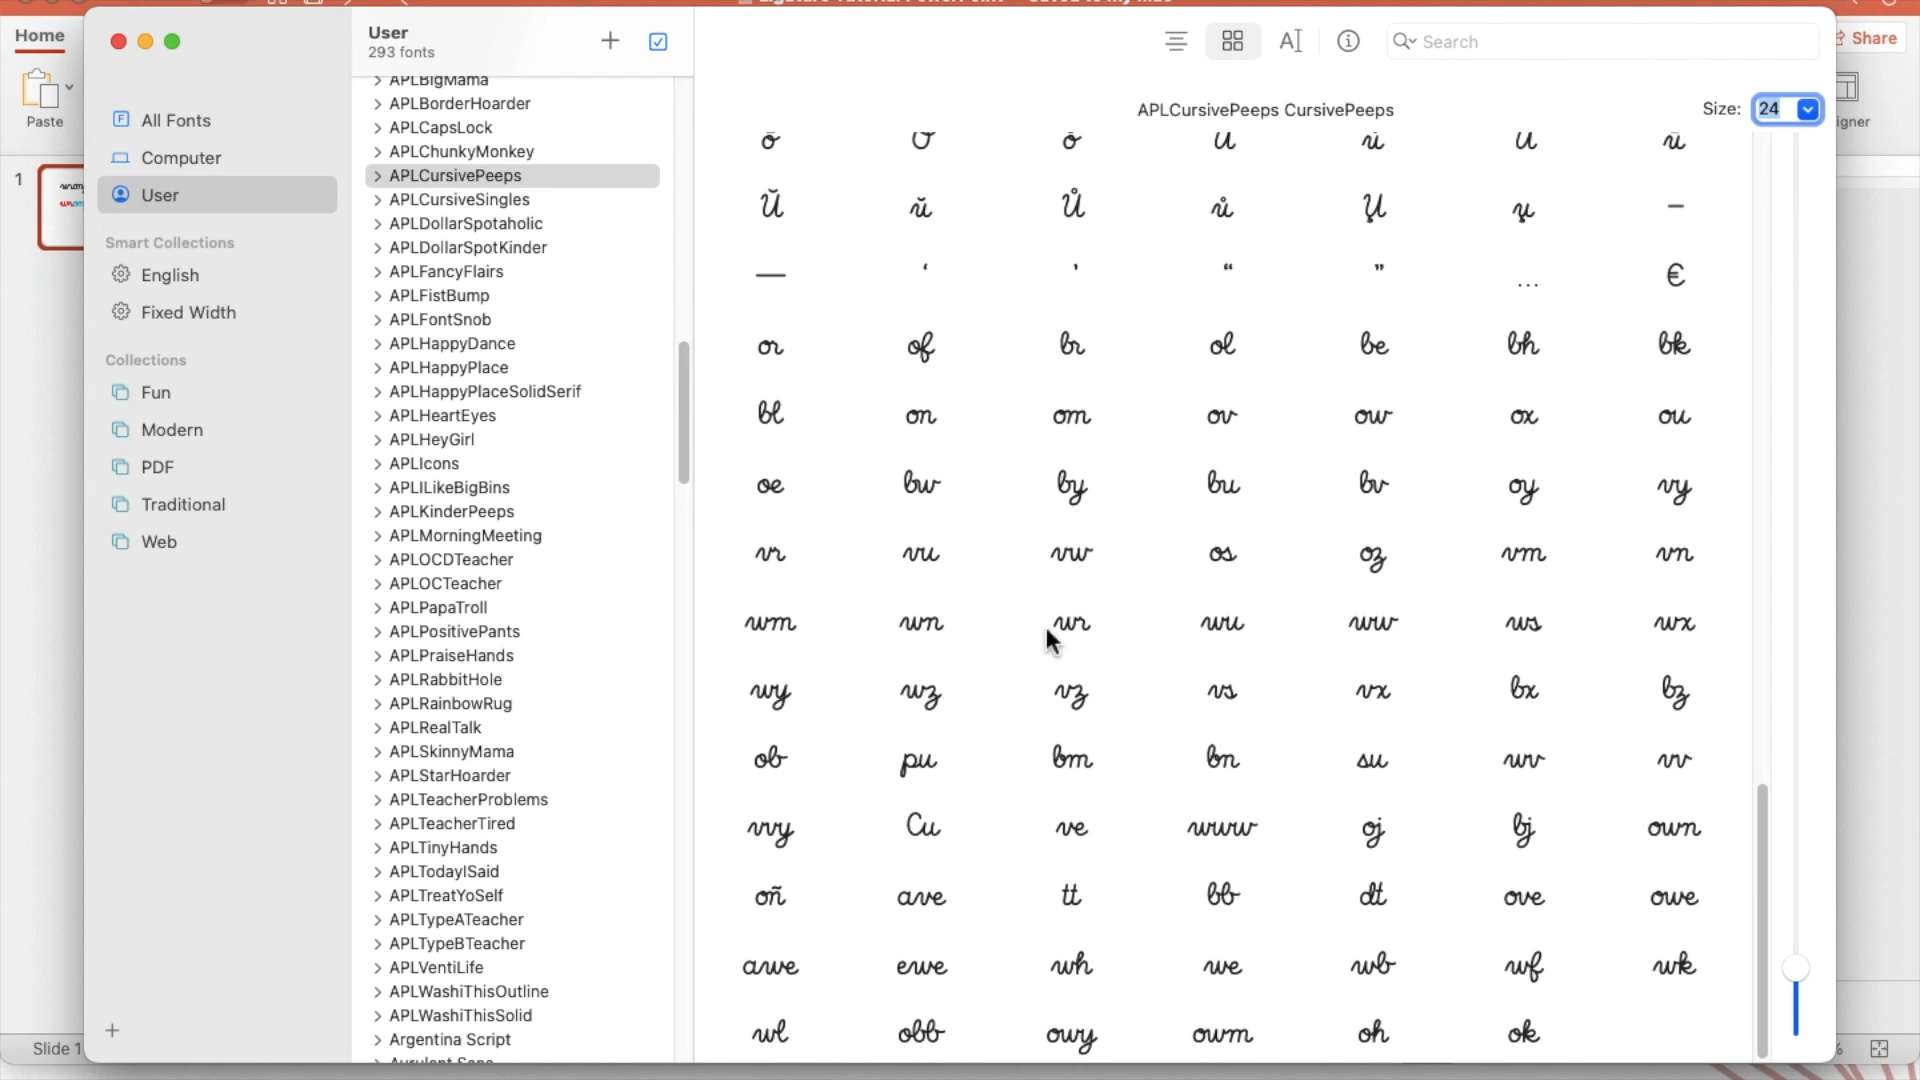 Home
Share
Paste
1
Slide 1
All Fonts
Computer
User
Smart Collections
English
Fixed Width
Collections
Fun
Modern
PDF
Traditional
Web
User
293 fonts
APLBigMama
APLBorderHoarder
APLCapsLock
APLChunkyMonkey
APLCursivePeeps
APLCursiveSingles
APLDollarSpotaholic
APLDollarSpotKinder
APLFancyFlairs
APLFistBump
APLFontSnob
APLHappyDance
APLHappyPlace
APLHappyPlaceSolidSerif
APLHeartEyes
APLHeyGirl
APLIcons
APLILikeBigBins
APLKinderPeeps
APLMorningMeeting
APLOCDTeacher
APLOCTeacher
APLPapaTroll
APLPositivePants
APLPraiseHands
APLRabbitHole
APLRainbowRug
APLRealTalk
APLSkinnyMama
APLStarHoarder
APLTeacherProblems
APLTeacherTired
APLTinyHands
APLTodayISaid
APLTreatYoSelf
APLTypeATeacher
APLTypeBTeacher
APLVentiLife
APLWashiThisOutline
APLWashiThisSolid
Argentina Script
Search
APLCursivePeeps CursivePeeps
Size: 24
Ŭ ŭ Ů ů Ų ų –
— ‘ ’ “ ” … €
or of br ol be bh bk
bl on om ov ow ox ou
oe bw by bu bv oy vy
vr vu vw os oz vm vn
wm wn wr wu ww ws wx
wy wz vz vs vx bx bz
ob pu bm bn su wv vv
vvy Cu ve www oj bj own
oñ ave tt bb dt ove owe
awe ewe wh we wb wf wk
wl obb owy owm oh ok